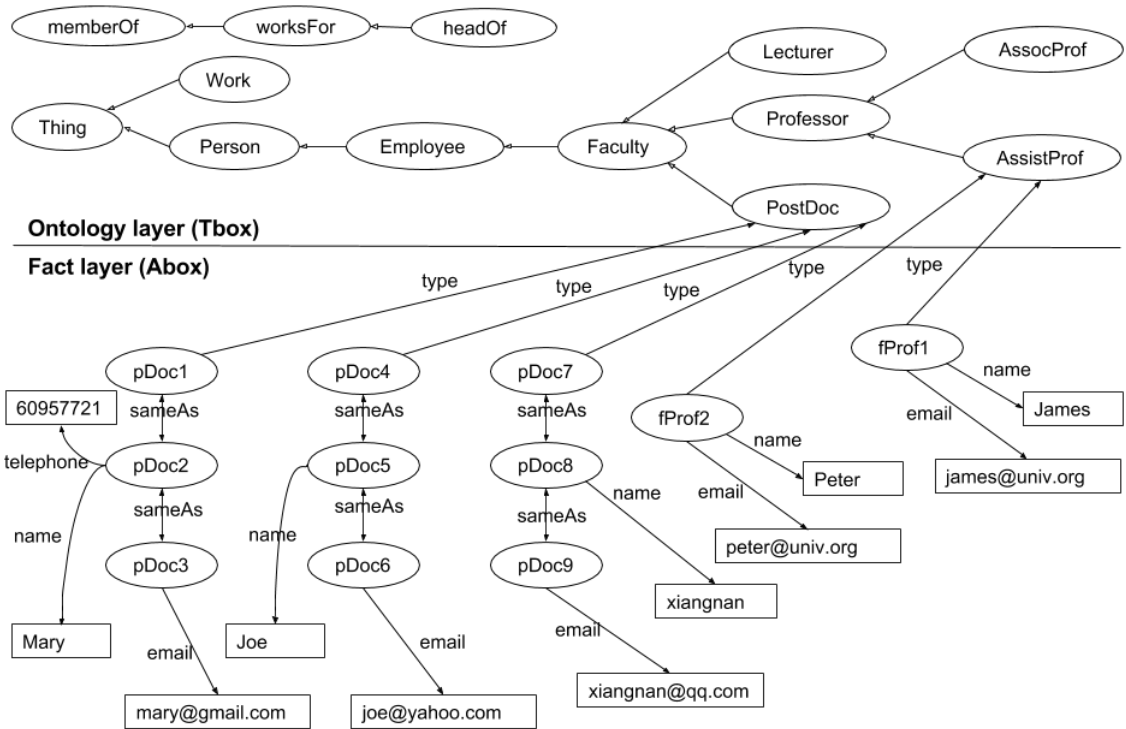 memberOf
worksFor
headOf
Lecturer
AssocProf
Work
Thing
Person
Employee
Faculty
Professor
AssistProf
PostDoc
Ontology layer (Tbox)
Fact layer (Abox)
type
type
type
type
type
pDoc1
pDoc4
pDoc7
fProf1
60957721
sameAs
sameAs
sameAs
fProf2
name
James
email
telephone
pDoc2
pDoc5
pDoc8
name
Peter
james@univ.org
name
sameAs
name
sameAs
sameAs
name
email
peter@univ.org
pDoc3
pDoc6
pDoc9
xiangnan
Mary
email
Joe
email
email
xiangnan@qq.com
mary@gmail.com
joe@yahoo.com